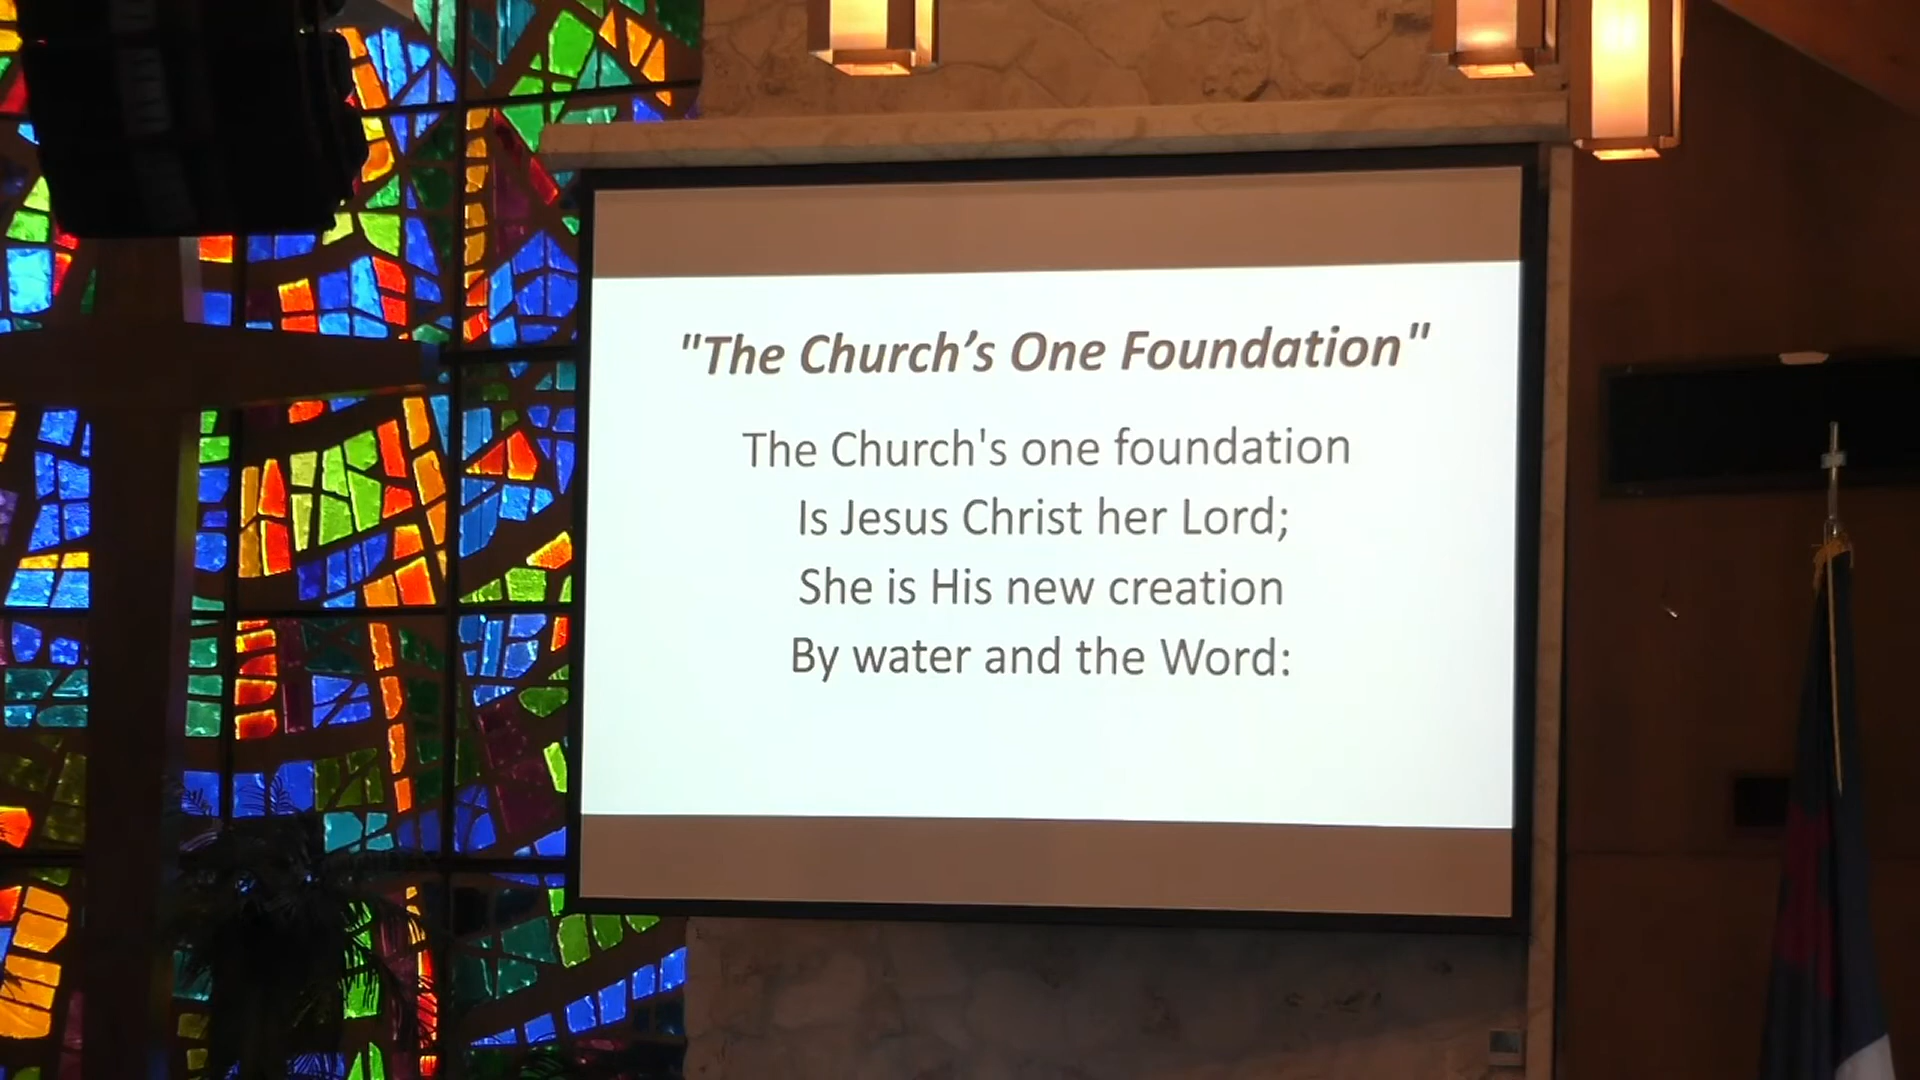 "The Church’s One Foundation"
The Church's one foundation
Is Jesus Christ her Lord;
She is His new creation
By water and the Word: